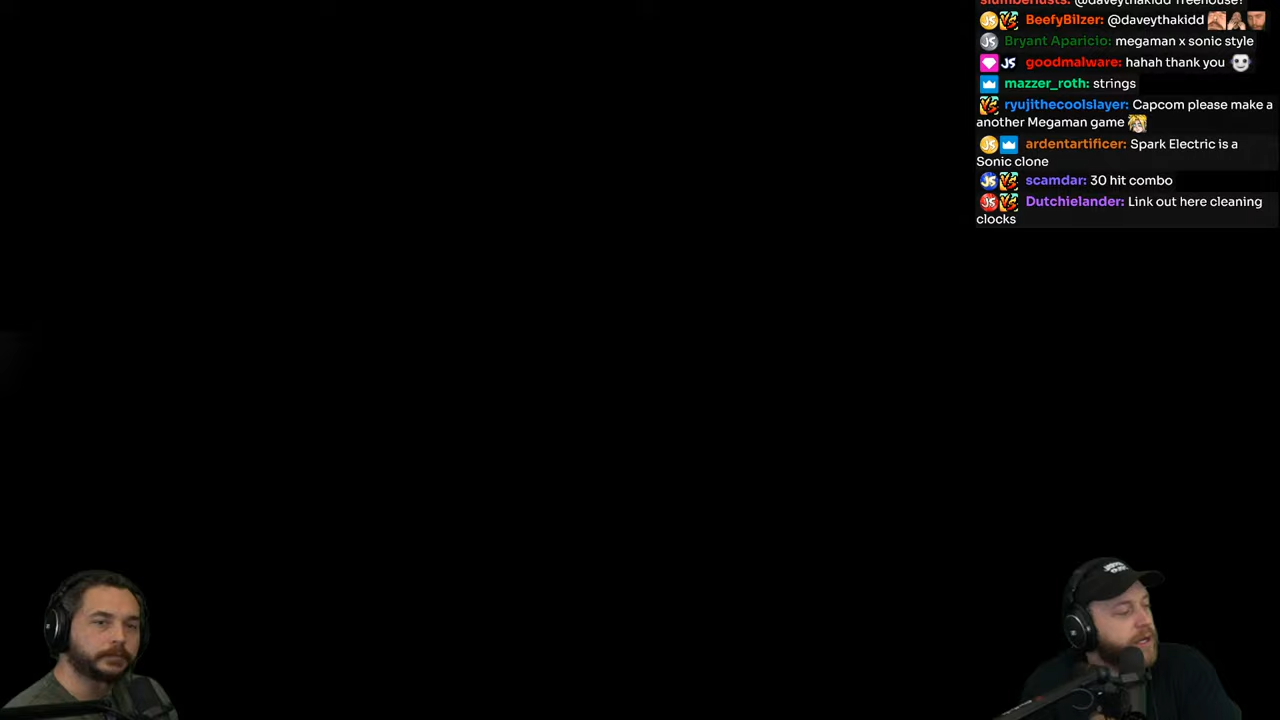 slumberlusts: @daveythakidd Treehouse?
BeefyBilzer: @daveythakidd
Bryant Aparicio: megaman x sonic style
goodmalware: hahah thank you
mazzer_roth: strings
ryujithecoolslayer: Capcom please make a
another Megaman game
ardentartificer: Spark Electric is a
Sonic clone
scamdar: 30 hit combo
Dutchielander: Link out here cleaning
clocks